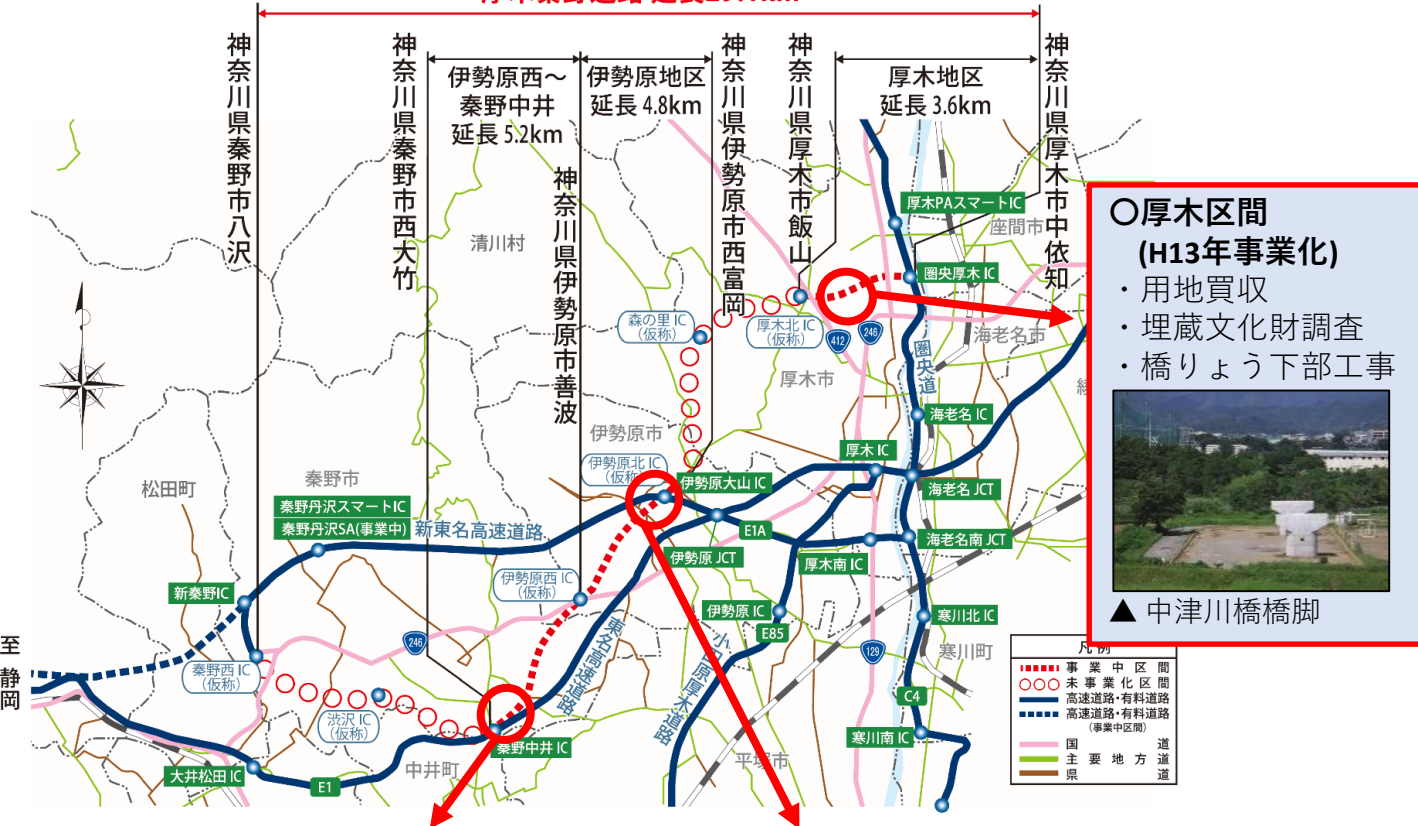 神奈川県秦野市八沢
神奈川県秦野市西大竹
伊勢原西～
秦野中井
延長 5.2km
神奈川県伊勢原市善波
伊勢原地区
延長 4.8km
神奈川県伊勢原市西富岡
神奈川県厚木市飯山
厚木地区
延長 3.6km
神奈川県厚木市中依知
厚木PAスマートIC
座間市
清川村
圏央厚木 IC
森の里 IC
（仮称）
厚木北 IC
（仮称）
412
246
海老名市
圏央道
厚木市
海老名 IC
伊勢原市
伊勢原北 IC
（仮称）
厚木 IC
伊勢原大山 IC
海老名 JCT
秦野市
松田町
秦野丹沢スマートIC
秦野丹沢SA(事業中)
新東名高速道路
E1A
海老名南 JCT
伊勢原 JCT
厚木南 IC
伊勢原西 IC
（仮称）
新秦野IC
伊勢原 IC
寒川北 IC
E85
246
東名高速道路
小田原厚木道路
129
寒川町
至
静
岡
秦野西 IC
（仮称）
渋沢 IC
（仮称）
C4
秦野中井 IC
寒川南 IC
平塚市
大井松田 IC
中井町
E1
〇厚木区間
(H13年事業化)
・用地買収
・埋蔵文化財調査
・橋りょう下部工事
▲ 中津川橋橋脚
凡 例
事業中区間
未事業化区間
高速道路・有料道路
高速道路・有料道路
（事業中区間）
国道
主要地方道
県道